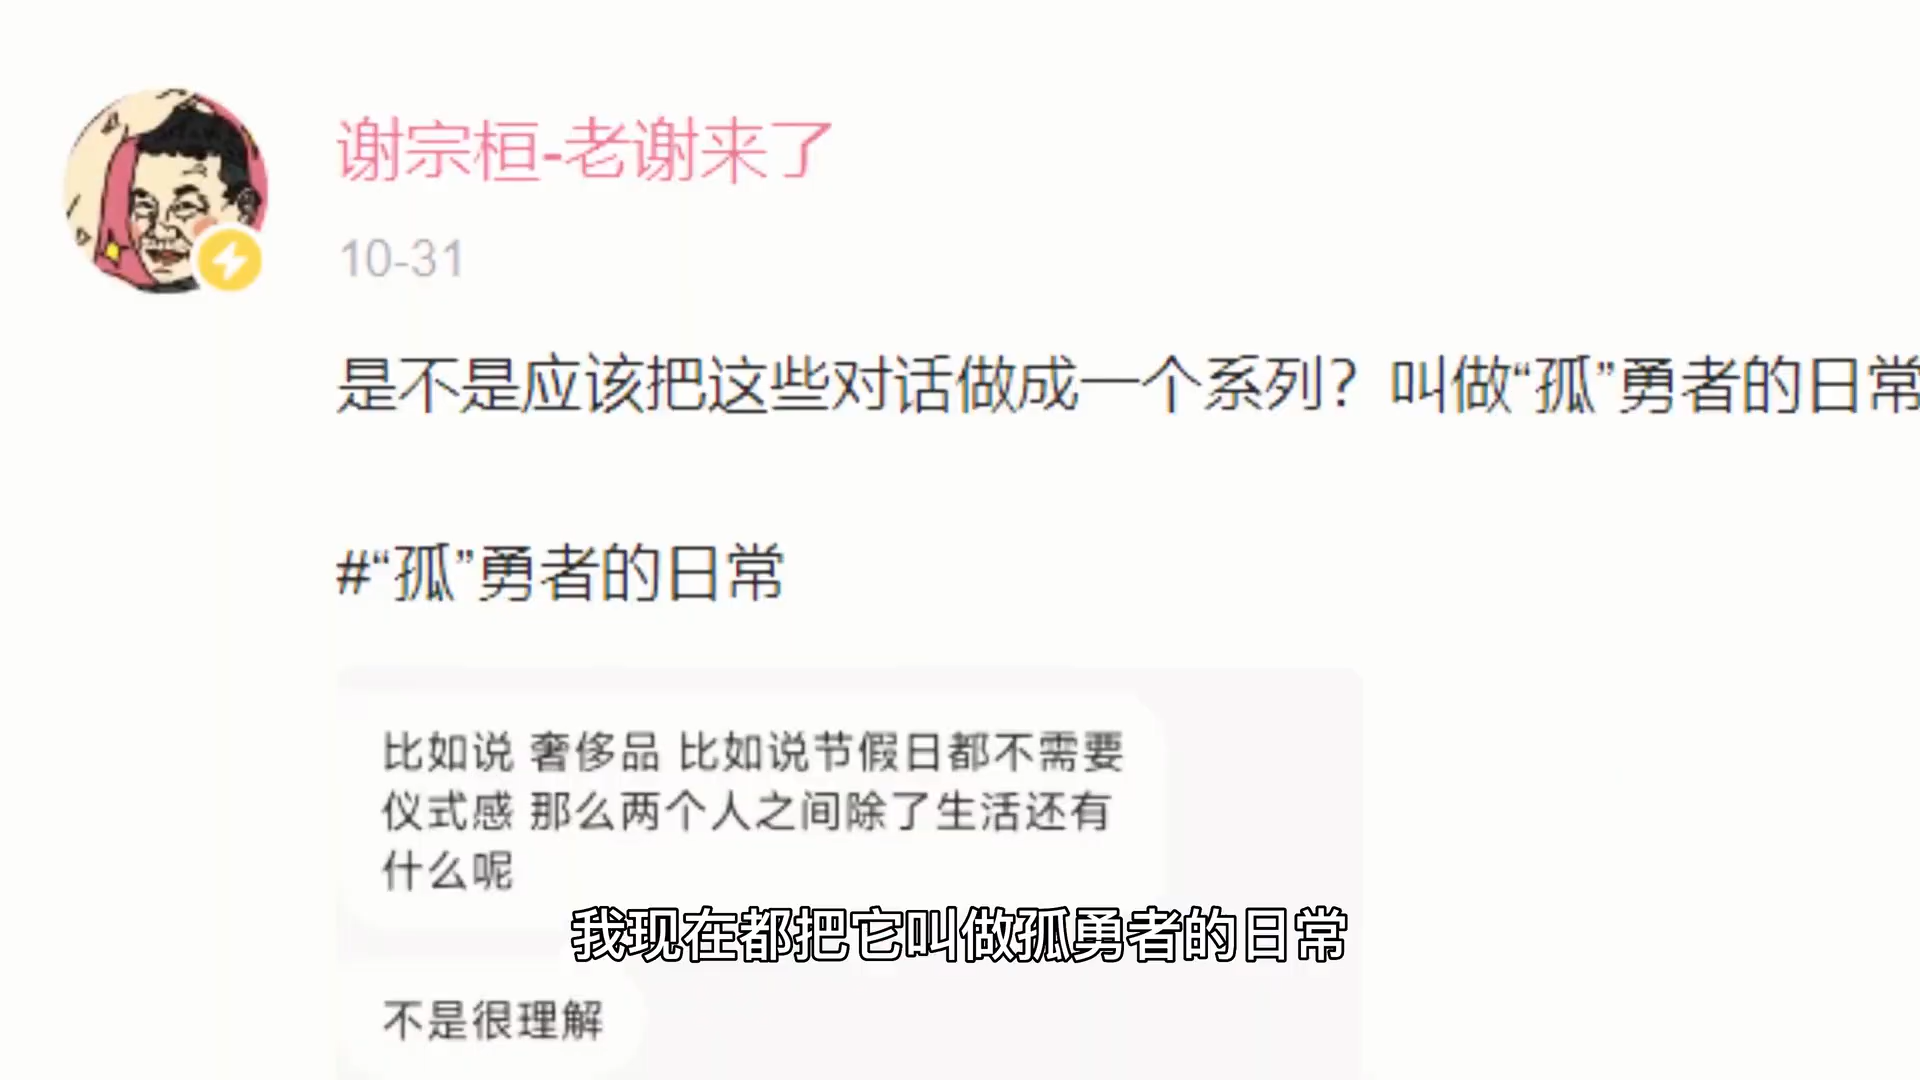 谢宗桓-老谢来了
10-31
是不是应该把这些对话做成一个系列？叫做“孤”勇者的日常
#“孤”勇者的日常
比如说 奢侈品 比如说节假日都不需要
仪式感 那么两个人之间除了生活还有
什么呢
我现在都把它叫做孤勇者的日常
不是很理解